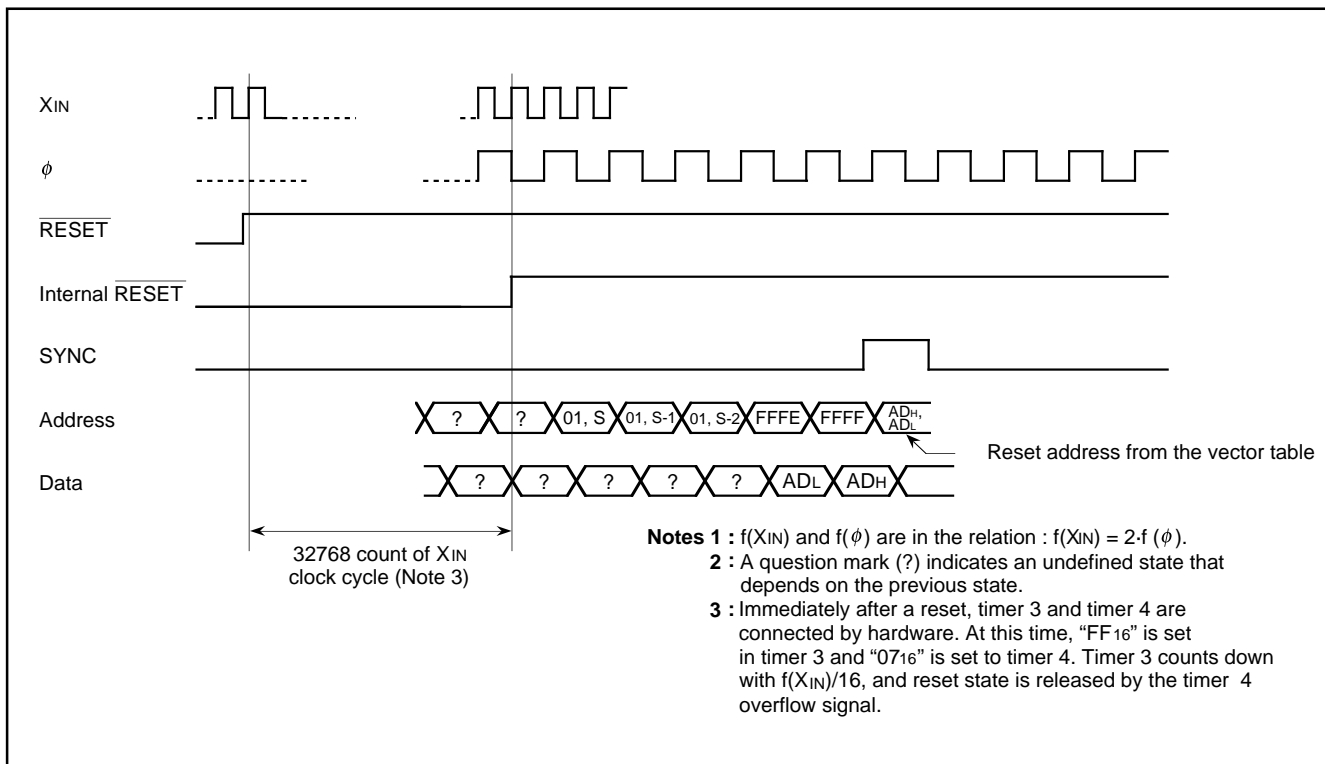 XIN
ϕ
RESET
Internal RESET
SYNC
Address
? ? 01, S 01, S-1 01, S-2 FFFE FFFF ADH, ADL
Reset address from the vector table
Data
? ? ? ? ? ADL ADH
32768 count of XIN
clock cycle (Note 3)
Notes 1 : f(XIN) and f(ϕ) are in the relation : f(XIN) = 2·f (ϕ).
2 : A question mark (?) indicates an undefined state that
depends on the previous state.
3 : Immediately after a reset, timer 3 and timer 4 are
connected by hardware. At this time, “FF16” is set
in timer 3 and “0716” is set to timer 4. Timer 3 counts down
with f(XIN)/16, and reset state is released by the timer 4
overflow signal.